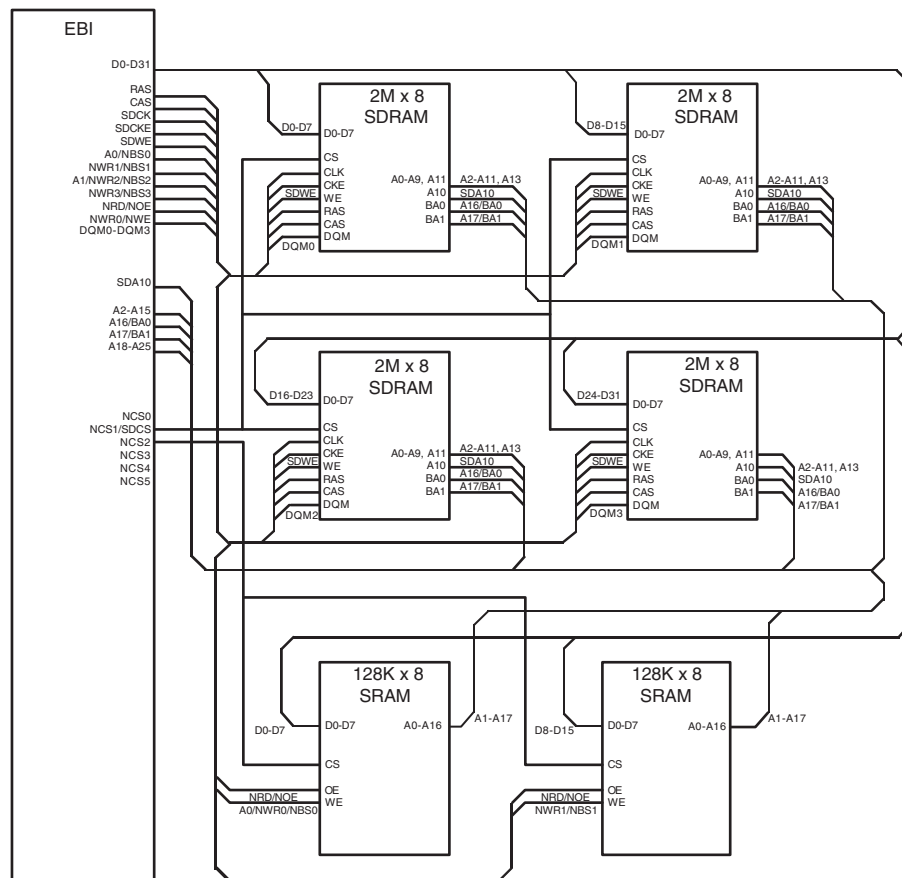 EBI
D0-D31
RAS
CAS
SDCK
SDCKE
SDWE
A0/NBS0
NWR1/NBS1
A1/NWR2/NBS2
NWR3/NBS3
NRD/NOE
NWR0/NWE
DQM0-DQM3
SDA10
A2-A15
A16/BA0
A17/BA1
A18-A25
NCS0
NCS1/SDCS
NCS2
NCS3
NCS4
NCS5
2M x 8
SDRAM
D0-D7
D0-D7
CS
CLK
CKE
SDWE
WE
RAS
CAS
DQM
DQM0
A0-A9, A11
A10
BA0
BA1
A2-A11, A13
SDA10
A16/BA0
A17/BA1
2M x 8
SDRAM
D8-D15
D0-D7
CS
CLK
CKE
SDWE
WE
RAS
CAS
DQM
DQM1
A0-A9, A11
A10
BA0
BA1
A2-A11, A13
SDA10
A16/BA0
A17/BA1
2M x 8
SDRAM
D16-D23
D0-D7
CS
CLK
CKE
SDWE
WE
RAS
CAS
DQM
DQM2
A0-A9, A11
A10
BA0
BA1
A2-A11, A13
SDA10
A16/BA0
A17/BA1
2M x 8
SDRAM
D24-D31
D0-D7
CS
CLK
CKE
SDWE
WE
RAS
CAS
DQM
DQM3
A0-A9, A11
A10
BA0
BA1
A2-A11, A13
SDA10
A16/BA0
A17/BA1
128K x 8
SRAM
D0-D7
D0-D7
A0-A16
A1-A17
CS
OE
NRD/NOE
WE
A0/NWR0/NBS0
128K x 8
SRAM
D8-D15
D0-D7
A0-A16
A1-A17
CS
OE
NRD/NOE
WE
NWR1/NBS1